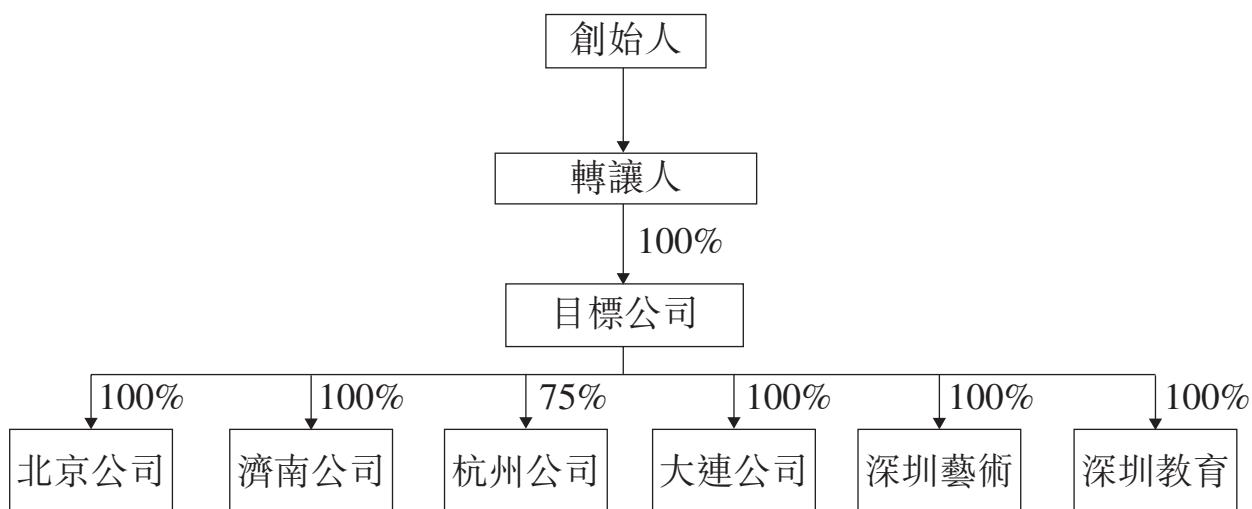 創始人
轉讓人
100%
目標公司
100% 100% 75% 100% 100% 100%
北京公司 濟南公司 杭州公司 大連公司 深圳藝術 深圳教育